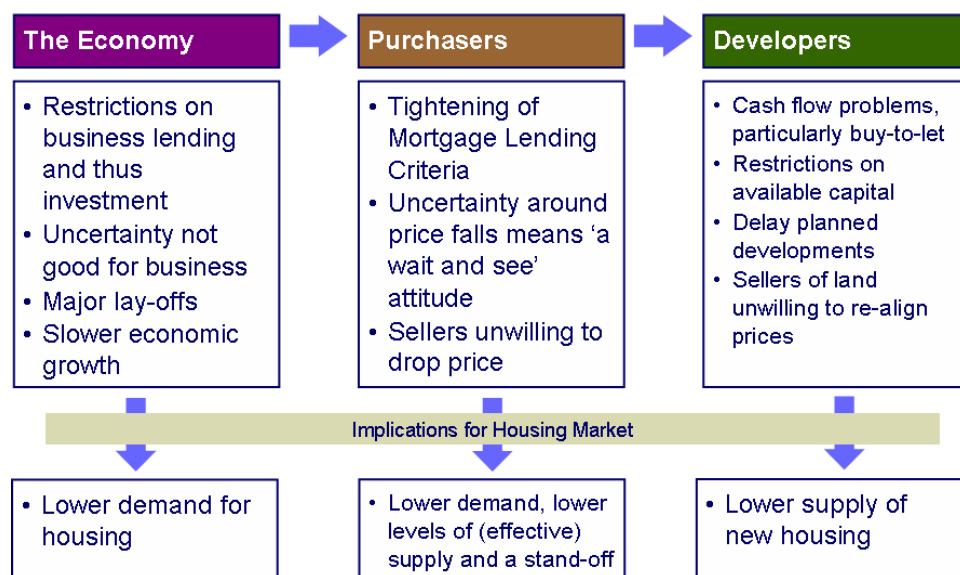 The Economy
• Restrictions on
business lending
and thus
investment
• Uncertainty not
good for business
• Major lay-offs
• Slower economic
growth
Purchasers
• Tightening of
Mortgage Lending
Criteria
• Uncertainty around
price falls means ‘a
wait and see’
attitude
• Sellers unwilling to
drop price
Developers
• Cash flow problems,
particularly buy-to-let
• Restrictions on
available capital
• Delay planned
developments
• Sellers of land
unwilling to re-align
prices
Implications for Housing Market
• Lower demand for
housing
• Lower demand, lower
levels of (effective)
supply and a stand-off
• Lower supply of
new housing